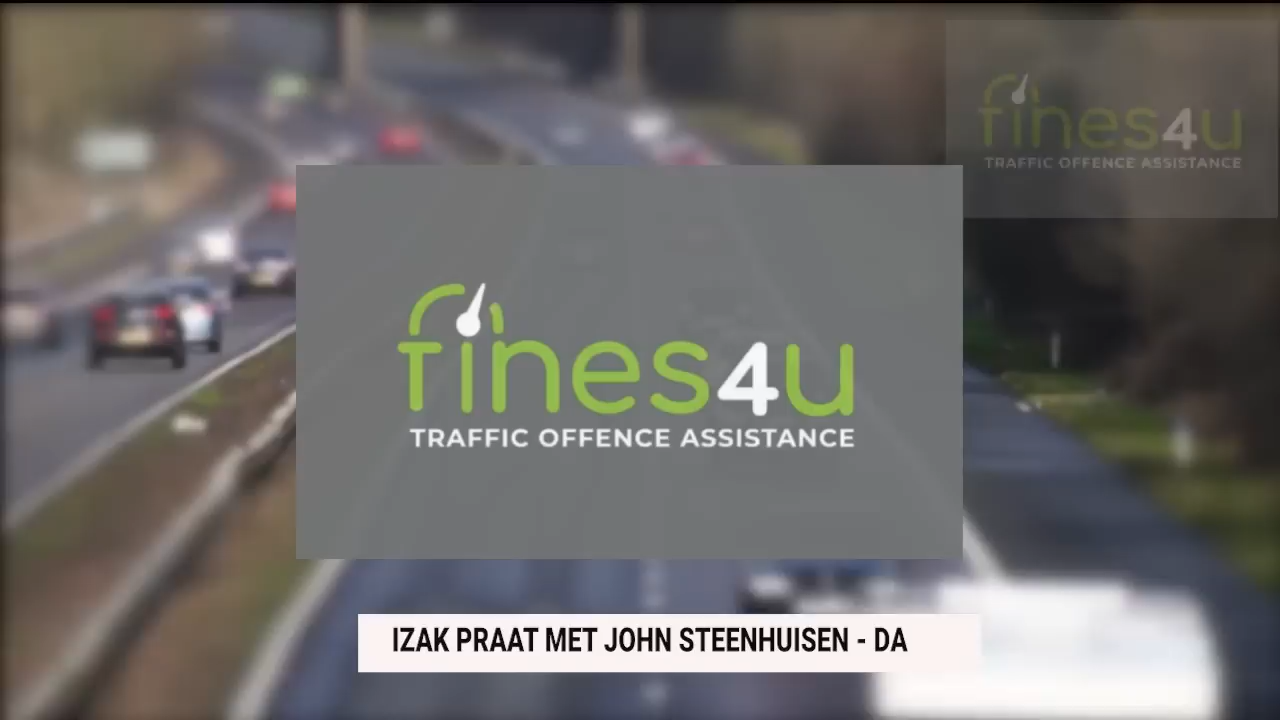 fines4u
TRAFFIC OFFENCE ASSISTANCE
fines4u
TRAFFIC OFFENCE ASSISTANCE
IZAK PRAAT MET JOHN STEENHUISEN - DA